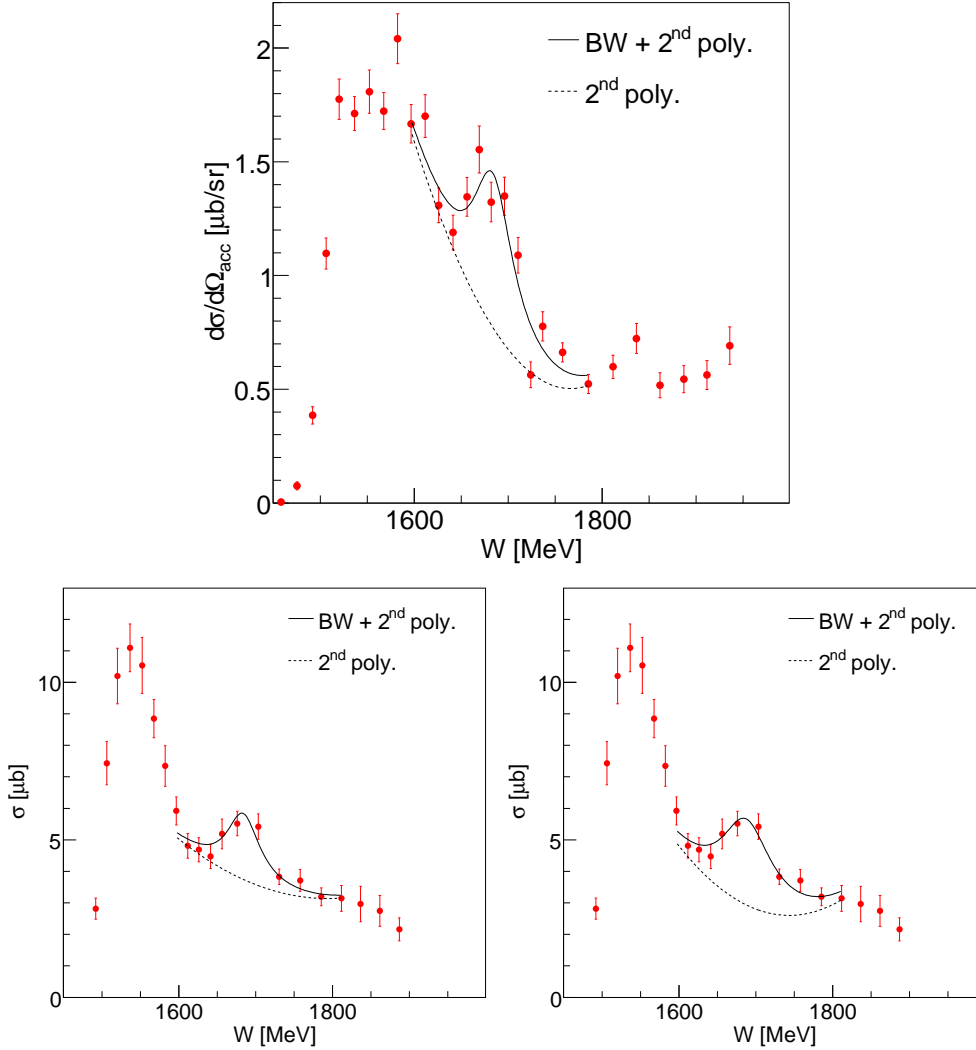 dσ/dΩacc [μb/sr]
2
1.5
1
0.5
0
BW + 2nd poly.
2nd poly.
1600
1800
W [MeV]
σ [μb]
10
5
0
BW + 2nd poly.
2nd poly.
1600
1800
W [MeV]
σ [μb]
10
5
0
BW + 2nd poly.
2nd poly.
1600
1800
W [MeV]